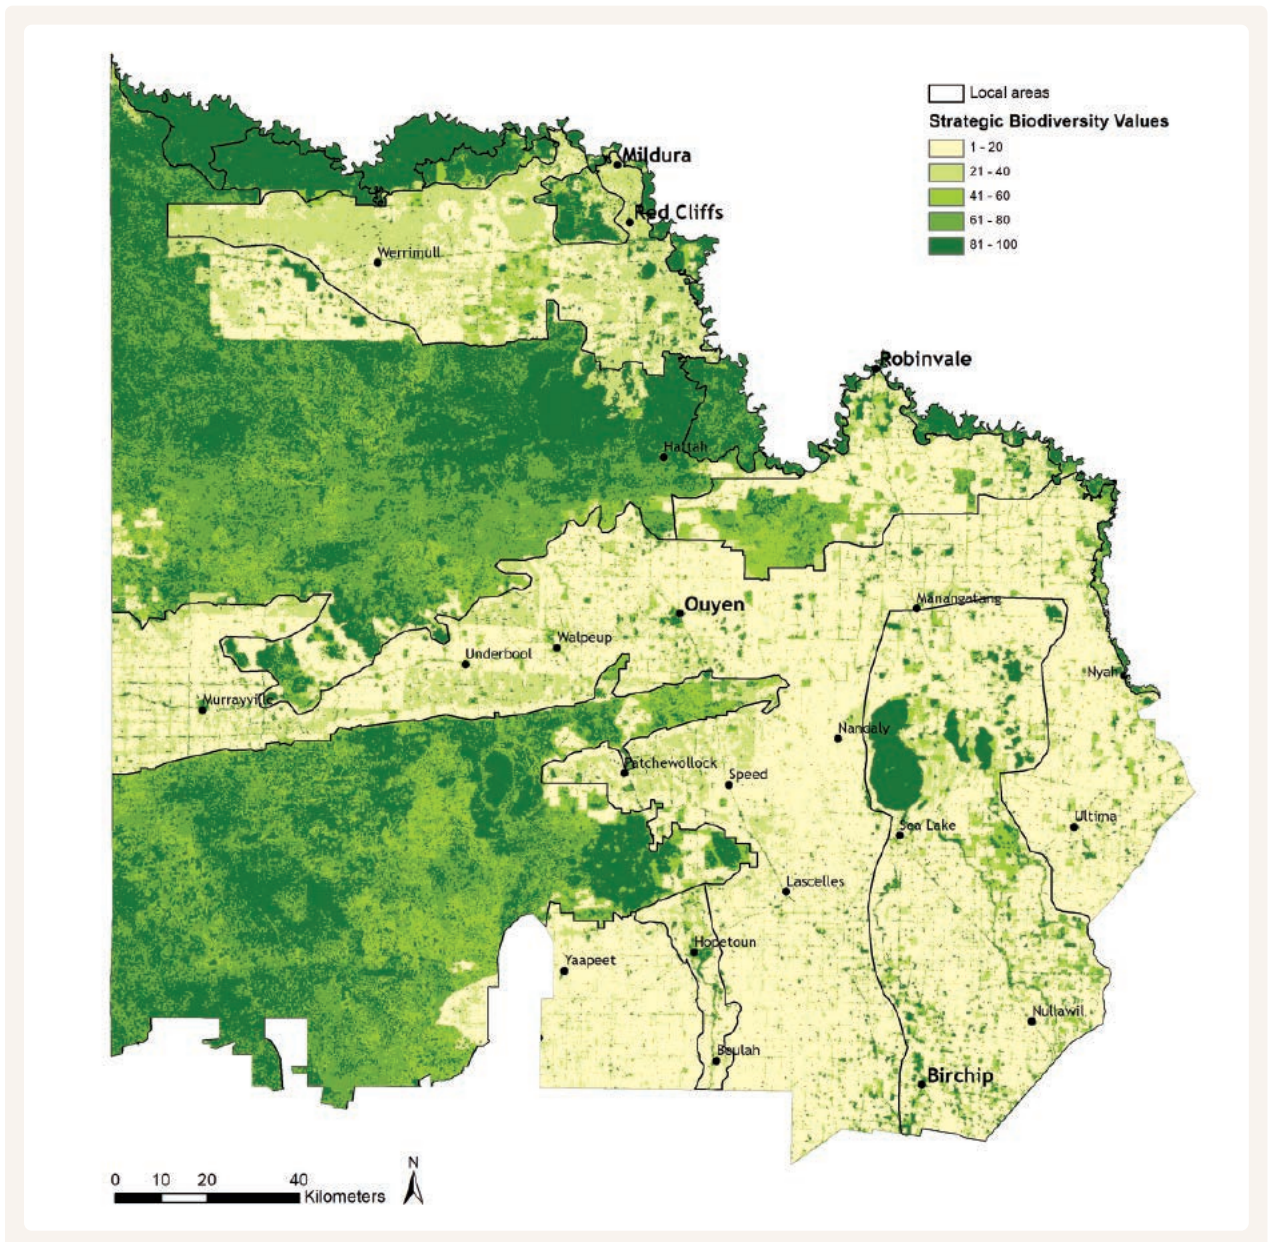 Local areas
Strategic Biodiversity Values
1 - 20
21 - 40
41 - 60
61 - 80
81 - 100
Mildura
Red Cliffs
Werrimull
Robinvale
Hattah
Manangatang
Ouyen
Walpeup
Underbool
Nyah
Murrayville
Nandaly
Patchewollock
Speed
Ultima
Sea Lake
Lascelles
Hopetoun
Yaapeet
Nullawil
Beulah
Birchip
N
0 10 20 40
Kilometers